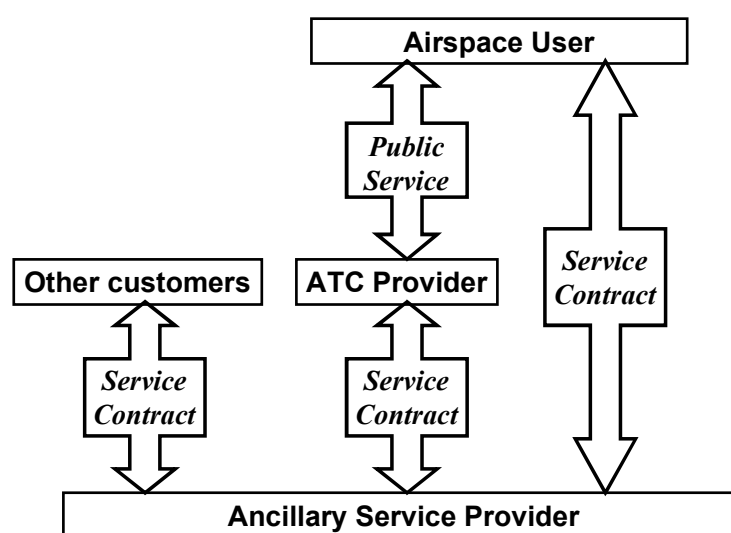 Airspace User
Public
Service
Service
Contract
Other customers
ATC Provider
Service
Contract
Service
Contract
Ancillary Service Provider